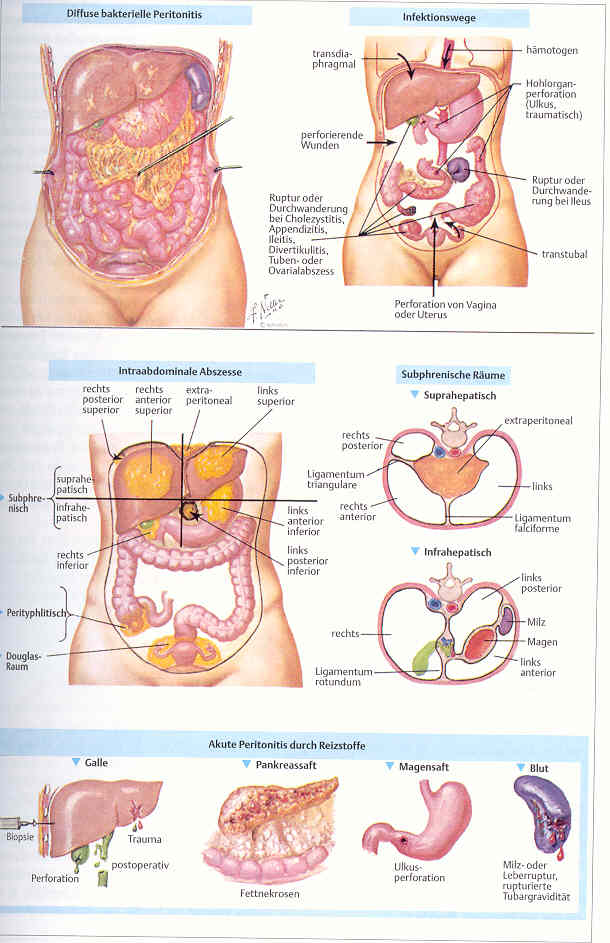 Diffuse bakterielle Peritonitis
Infektionswege
transdia-
phragmal
hämotogen
Hohlorgan-
perforation
(Ulkus,
traumatisch)
perforierende
Wunden
Ruptur oder
Durchwande-
rung bei Ileus
Ruptur oder
Durchwanderung
bei Cholezystitis,
Appendizitis,
Ileitis,
Divertikulitis,
Tuben- oder
Ovarialabszess
transtubal
Perforation von Vagina
oder Uterus
Intraabdominale Abszesse
rechts
posterior
superior
rechts
anterior
superior
extra-
peritoneal
links
superior
Subphre-
nisch
suprahe-
patisch
infrahe-
patisch
links
anterior
inferior
links
posterior
inferior
rechts
inferior
Perityphlitisch
Douglas-
Raum
Subphrenische Räume
Suprahepatisch
extraperitoneal
rechts
posterior
Ligamentum
triangulare
rechts
anterior
links
Ligamentum
falciforme
Infrahepatisch
links
posterior
rechts
Milz
Magen
links
anterior
Ligamentum
rotundum
Akute Peritonitis durch Reizstoffe
Galle
Biopsie
Trauma
postoperativ
Perforation
Pankreassaft
Fettnekrosen
Magensaft
Ulkus-
perforation
Blut
Milz- oder
Leberruptur,
rupturierte
Tubargravidität